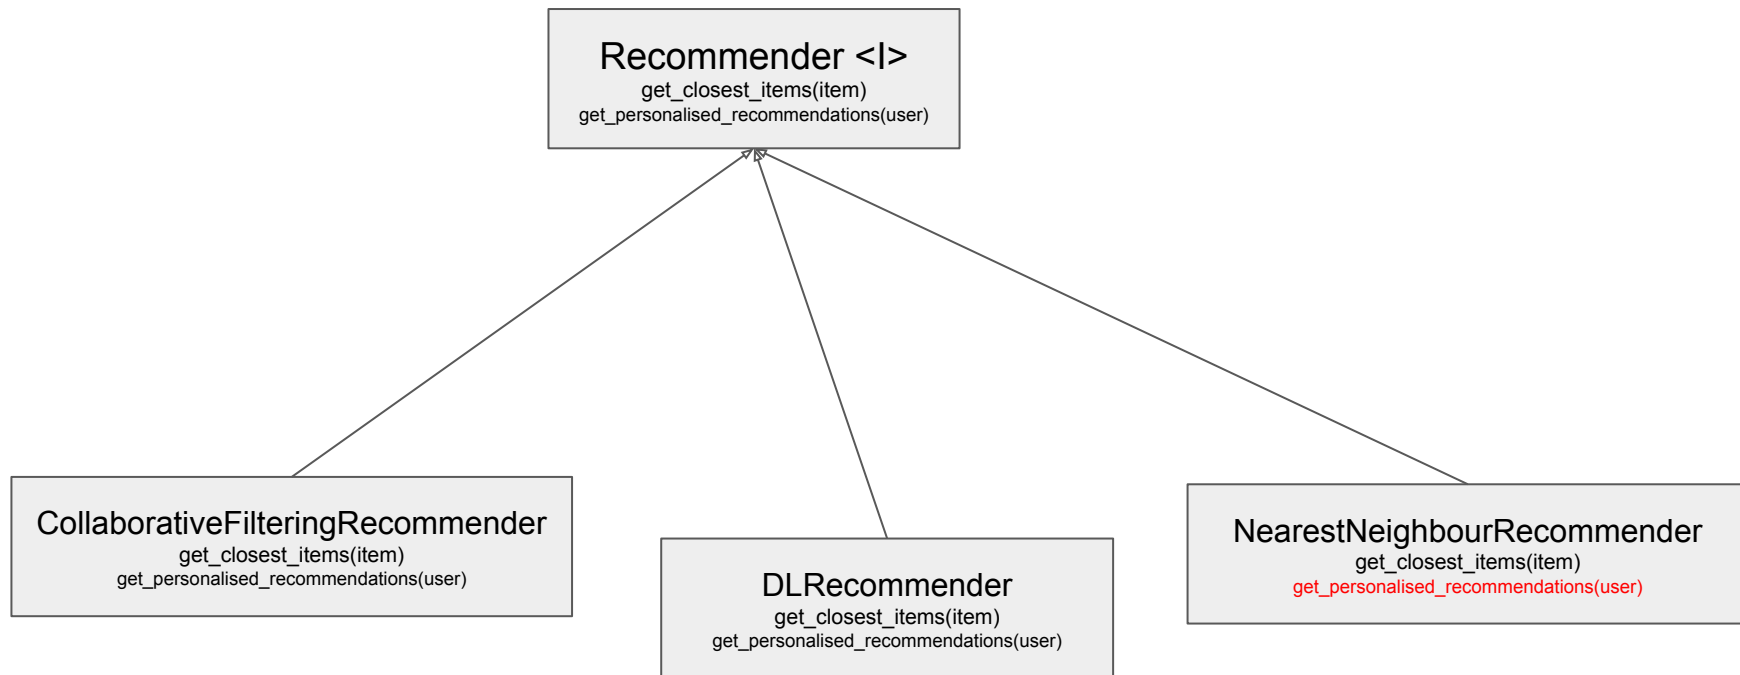 Recommender <I>
get_closest_items(item)
get_personalised_recommendations(user)
CollaborativeFilteringRecommender
get_closest_items(item)
get_personalised_recommendations(user)
DLRecommender
get_closest_items(item)
get_personalised_recommendations(user)
NearestNeighbourRecommender
get_closest_items(item)
get_personalised_recommendations(user)